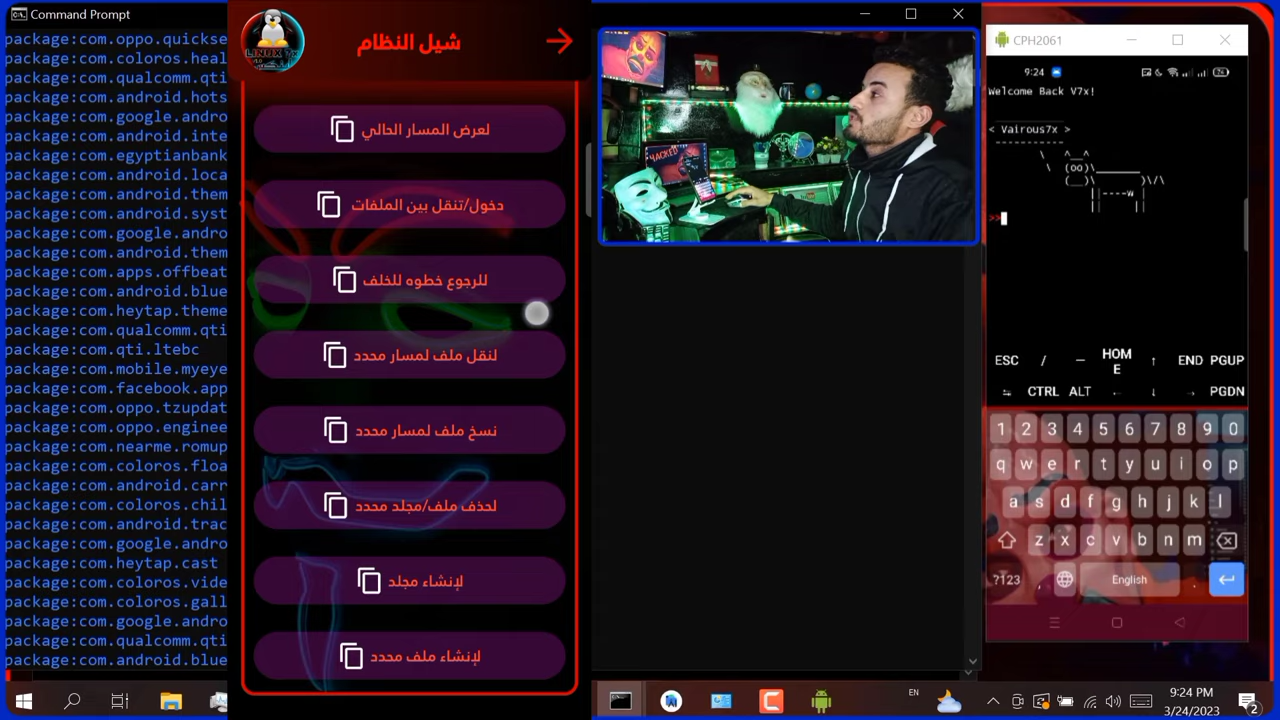 Command Prompt
package:com.oppo.quickse
package:com.coloros.heal
package:com.qualcomm.qti
package:com.android.hots
package:com.google.andro
package:com.android.inte
package:com.egyptianbank
package:com.android.loca
package:com.android.them
package:com.android.syst
package:com.google.andro
package:com.android.them
package:com.apps.offbeat
package:com.android.blue
package:com.heytap.theme
package:com.qualcomm.qti
package:com.qti.ltebc
package:com.mobile.myeye
package:com.facebook.app
package:com.oppo.tzupdat
package:com.oppo.enginee
package:com.nearme.romup
package:com.coloros.floa
package:com.android.carr
package:com.coloros.chil
package:com.android.trac
package:com.google.andro
package:com.heytap.cast
package:com.coloros.vide
package:com.coloros.gall
package:com.google.andro
package:com.qualcomm.qti
package:com.android.blue
LINUX 7x
شيل النظام
لعرض المسار الحالي
دخول/تنقل بين الملفات
للرجوع خطوه للخلف
لنقل ملف لمسار محدد
نسخ ملف لمسار محدد
لحذف ملف/مجلد محدد
لإنشاء مجلد
لإنشاء ملف محدد
HACKED
CPH2061
9:24
Welcome Back V7x!
< Vairous7x >
-----------
\ ^__^
\ (oo)\_______
(__)\ )\/\
||----w |
|| ||
>>
ESC / — HOME ↑ END PGUP
⇆ CTRL ALT ← ↓ → PGDN
1 2 3 4 5 6 7 8 9 0
q w e r t y u i o p
a s d f g h j k l
z x c v b n m
?123 , English .
EN
9:24 PM
3/24/2023
2